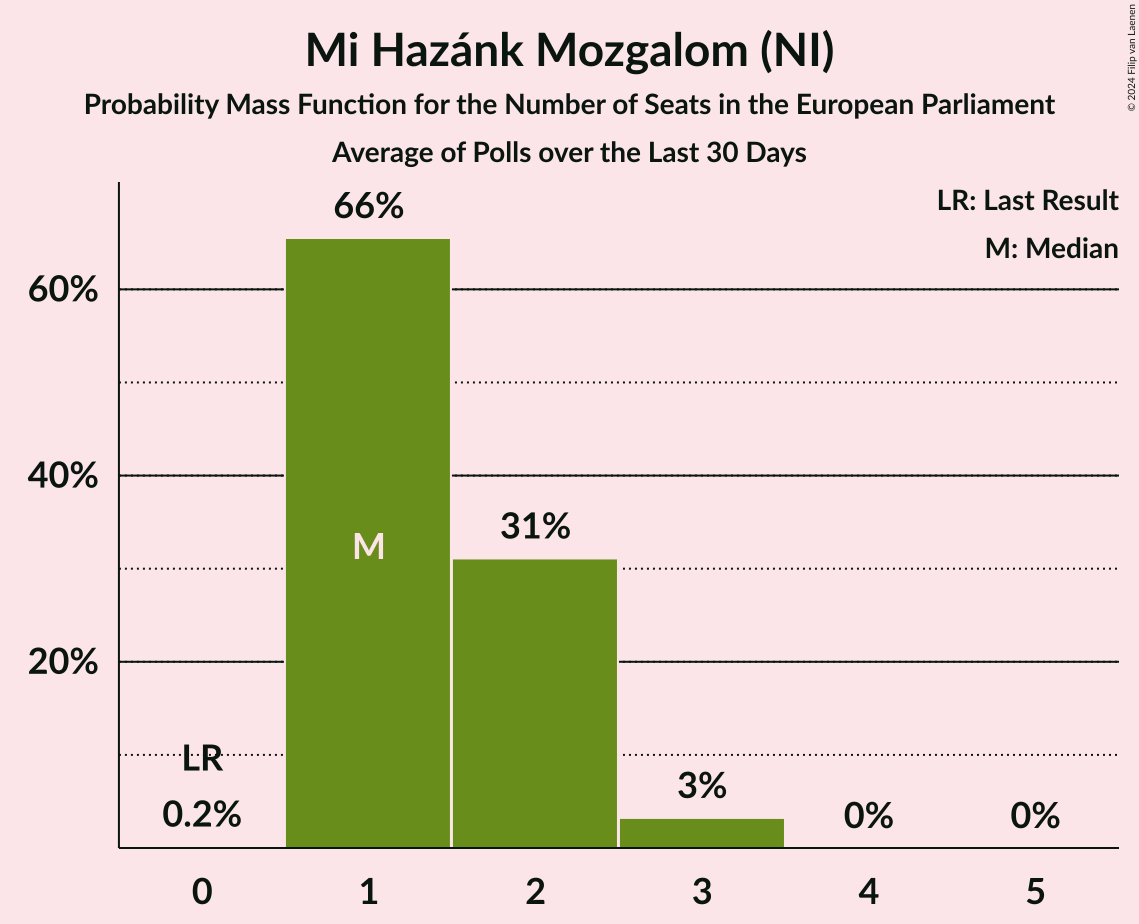 Mi Hazánk Mozgalom (NI)
Probability Mass Function for the Number of Seats in the European Parliament
Average of Polls over the Last 30 Days
© 2024 Filip van Laenen
LR: Last Result
M: Median
66%
60%
40%
31%
M
20%
LR
0.2%
3%
0%
0%
0 1 2 3 4 5